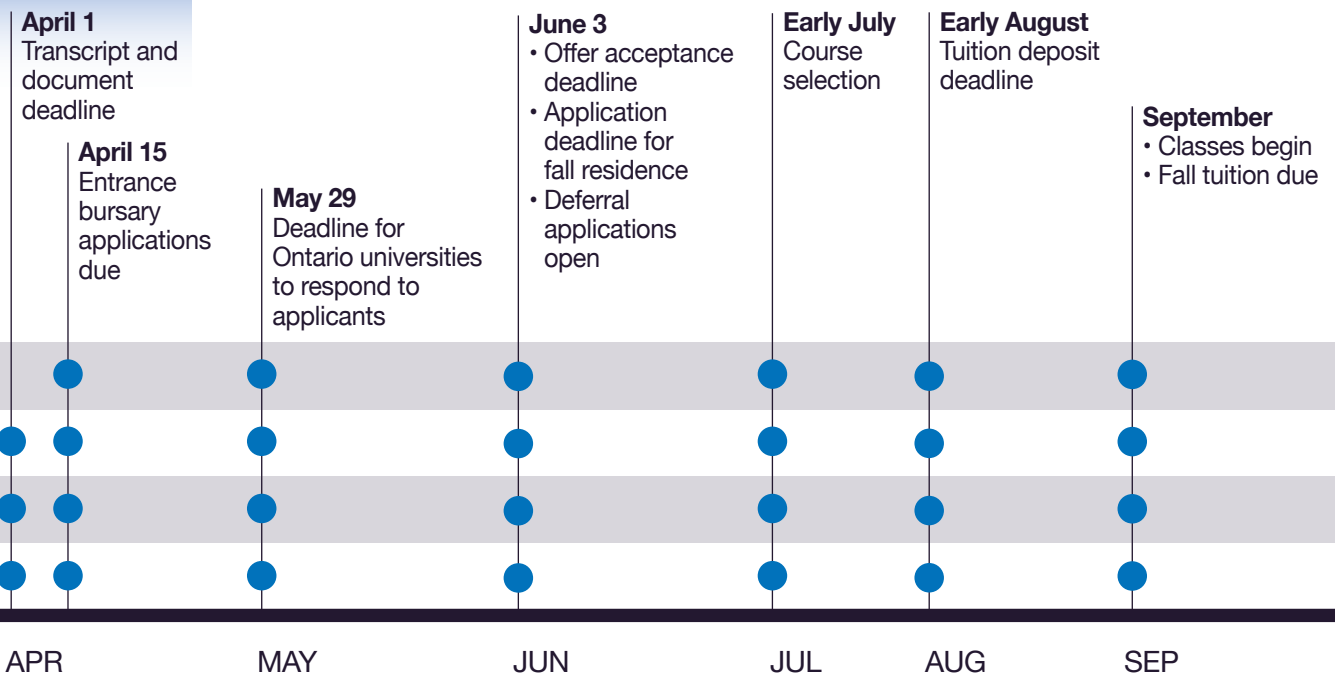 April 1
Transcript and
document
deadline
April 15
Entrance
bursary
applications
due
May 29
Deadline for
Ontario universities
to respond to
applicants
June 3
• Offer acceptance
deadline
• Application
deadline for
fall residence
• Deferral
applications
open
Early July
Course
selection
Early August
Tuition deposit
deadline
September
• Classes begin
• Fall tuition due
APR
MAY
JUN
JUL
AUG
SEP